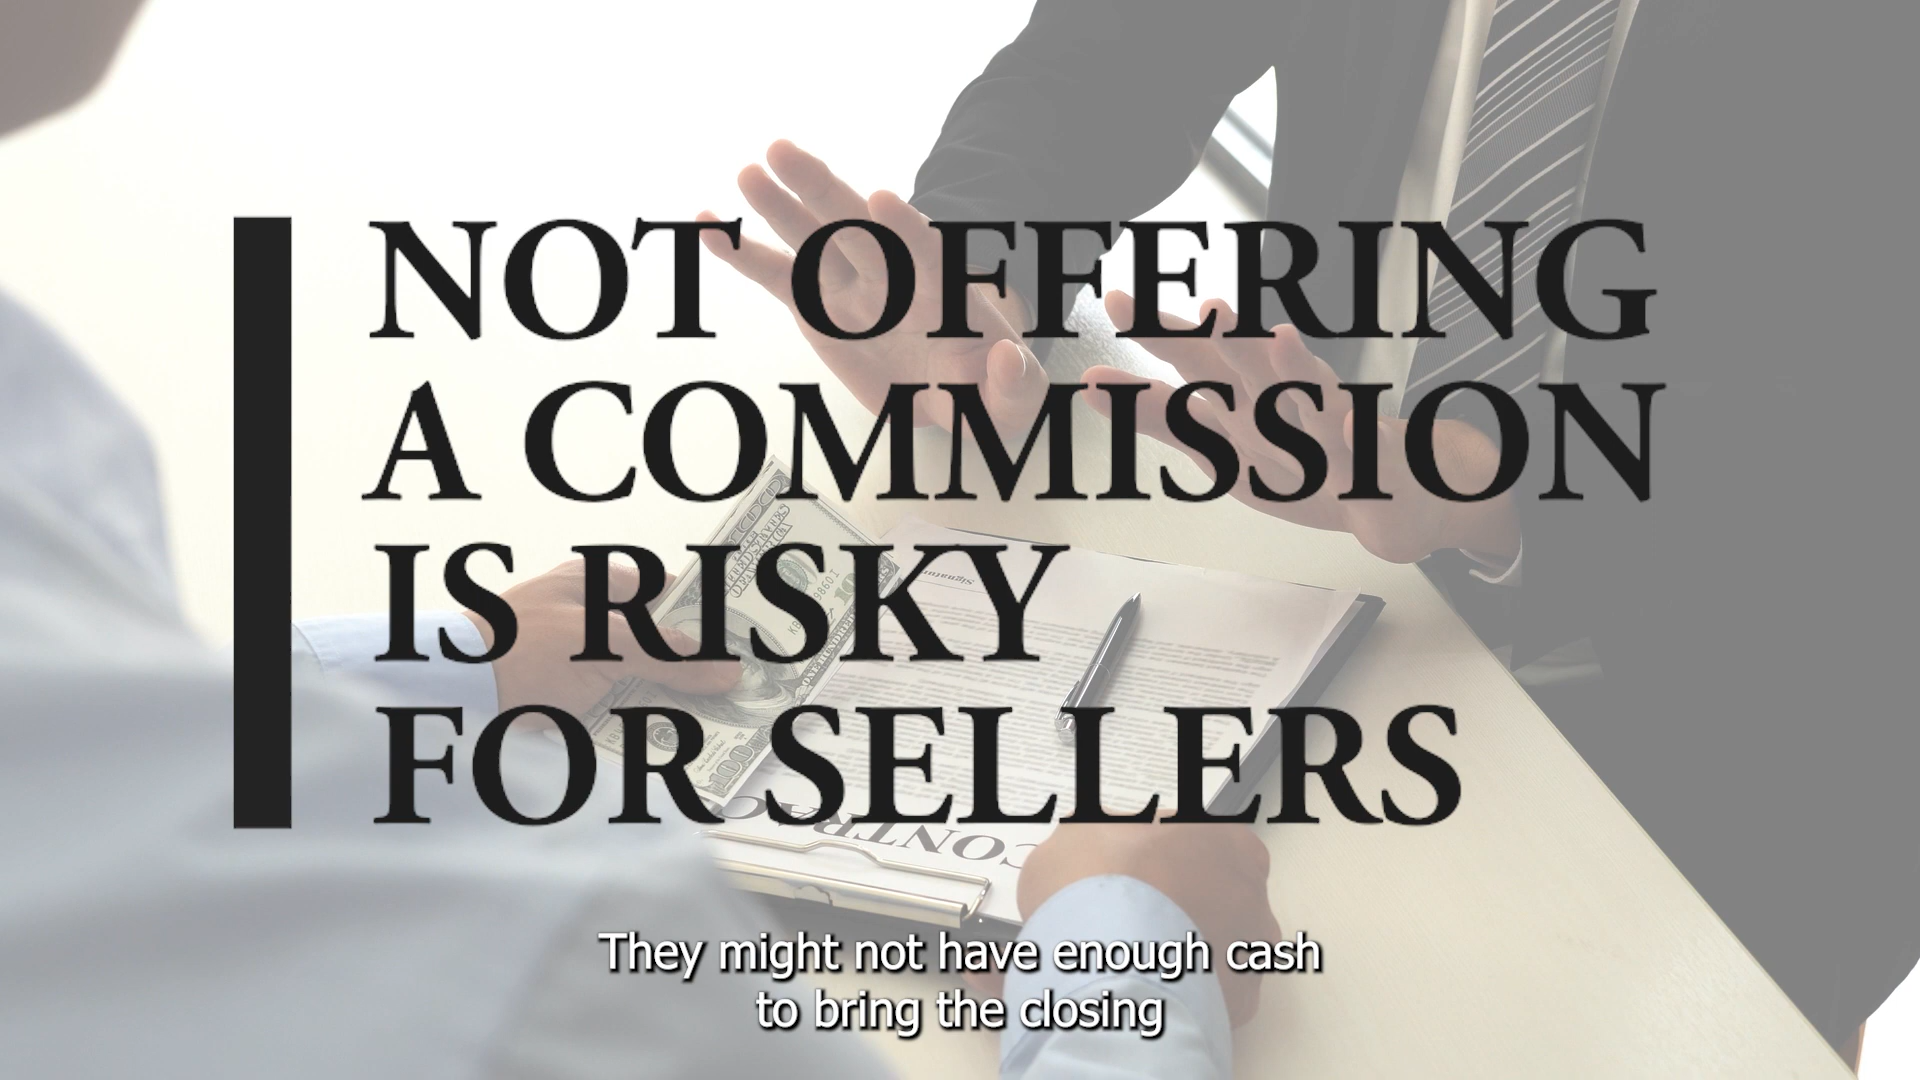 NOT OFFERING
A COMMISSION
IS RISKY
FOR SELLERS
They might not have enough cash
to bring the closing